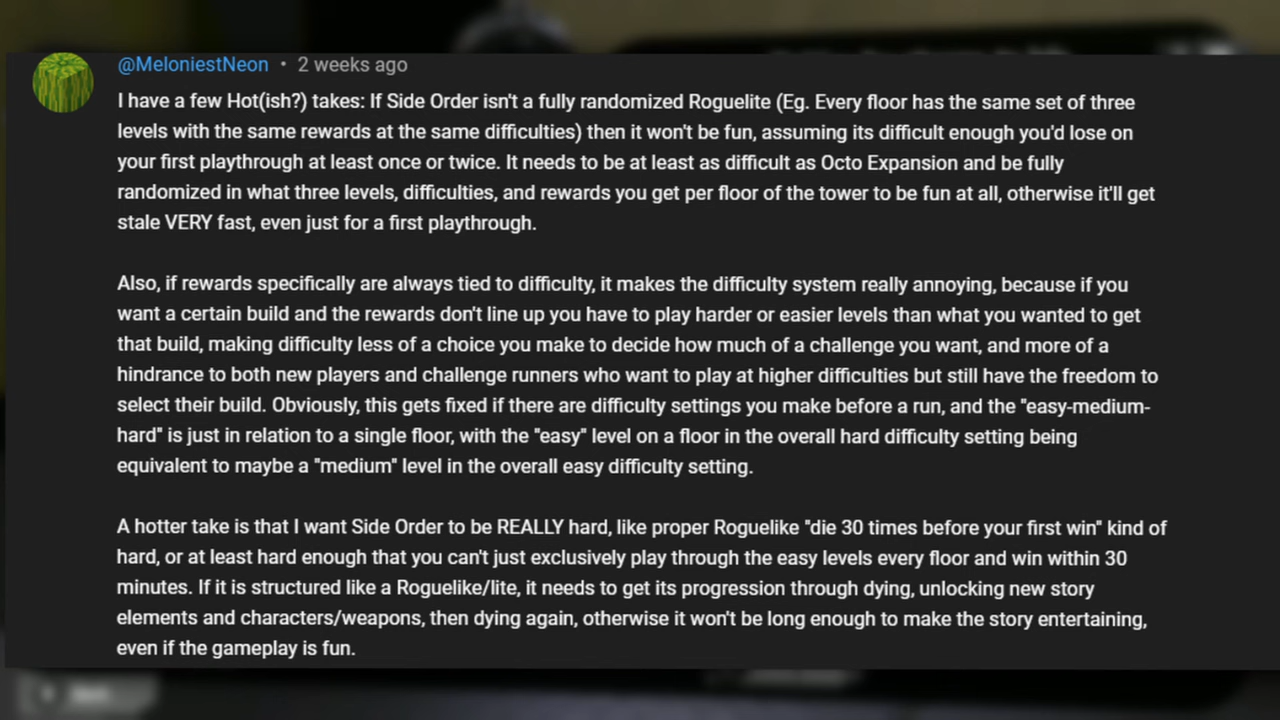 @MeloniestNeon • 2 weeks ago
I have a few Hot(ish?) takes: If Side Order isn't a fully randomized Roguelite (Eg. Every floor has the same set of three
levels with the same rewards at the same difficulties) then it won't be fun, assuming its difficult enough you'd lose on
your first playthrough at least once or twice. It needs to be at least as difficult as Octo Expansion and be fully
randomized in what three levels, difficulties, and rewards you get per floor of the tower to be fun at all, otherwise it'll get
stale VERY fast, even just for a first playthrough.
Also, if rewards specifically are always tied to difficulty, it makes the difficulty system really annoying, because if you
want a certain build and the rewards don't line up you have to play harder or easier levels than what you wanted to get
that build, making difficulty less of a choice you make to decide how much of a challenge you want, and more of a
hindrance to both new players and challenge runners who want to play at higher difficulties but still have the freedom to
select their build. Obviously, this gets fixed if there are difficulty settings you make before a run, and the "easy-medium-
hard" is just in relation to a single floor, with the "easy" level on a floor in the overall hard difficulty setting being
equivalent to maybe a "medium" level in the overall easy difficulty setting.
A hotter take is that I want Side Order to be REALLY hard, like proper Roguelike "die 30 times before your first win" kind of
hard, or at least hard enough that you can't just exclusively play through the easy levels every floor and win within 30
minutes. If it is structured like a Roguelike/lite, it needs to get its progression through dying, unlocking new story
elements and characters/weapons, then dying again, otherwise it won't be long enough to make the story entertaining,
even if the gameplay is fun.